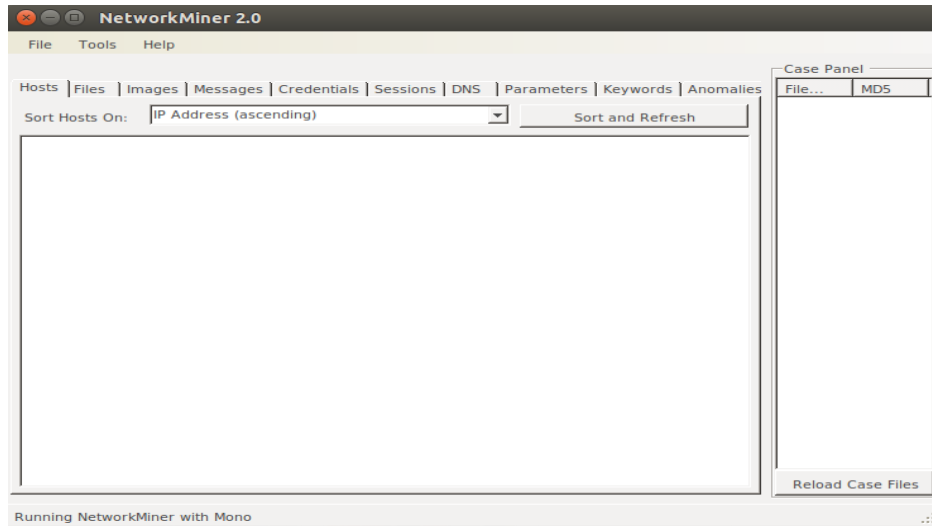 NetworkMiner 2.0
File Tools Help
Hosts Files Images Messages Credentials Sessions DNS Parameters Keywords Anomalies
Sort Hosts On: IP Address (ascending) Sort and Refresh
Case Panel
File... MD5
Reload Case Files
Running NetworkMiner with Mono